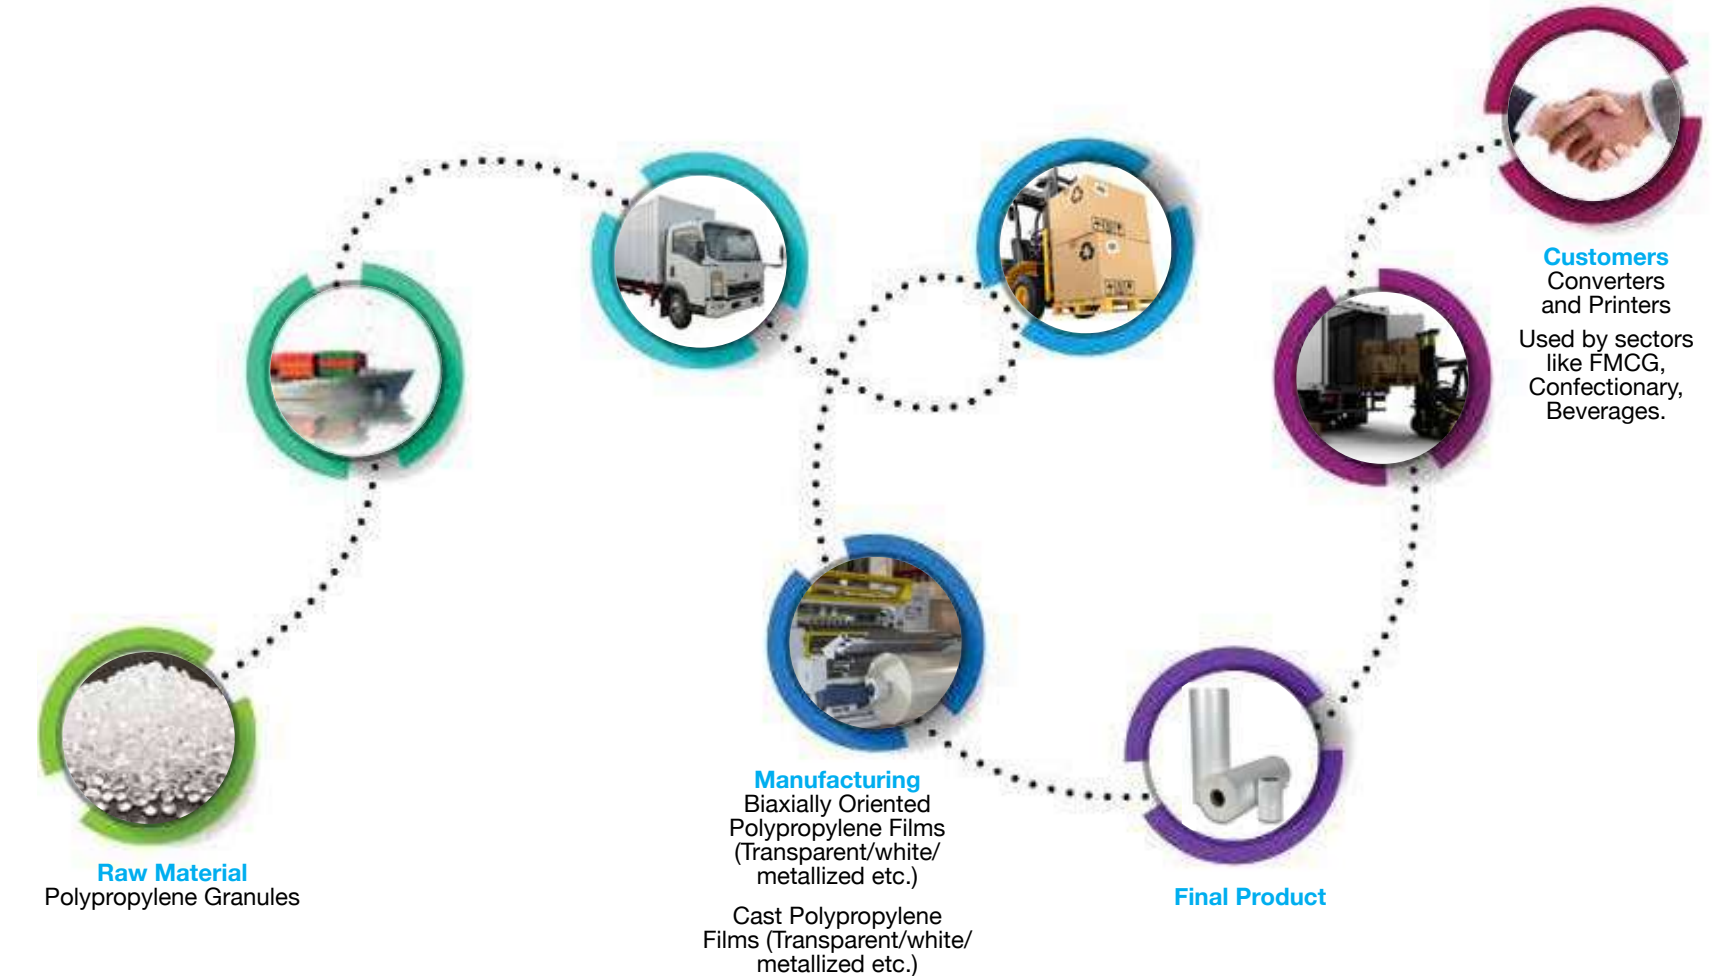 Raw Material
Polypropylene Granules
Manufacturing
Biaxially Oriented
Polypropylene Films
(Transparent/white/
metallized etc.)
Cast Polypropylene
Films (Transparent/white/
metallized etc.)
Final Product
Customers
Converters
and Printers
Used by sectors
like FMCG,
Confectionary,
Beverages.